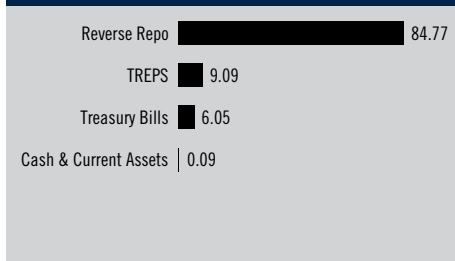 Reverse Repo 84.77
TREPS 9.09
Treasury Bills 6.05
Cash & Current Assets 0.09